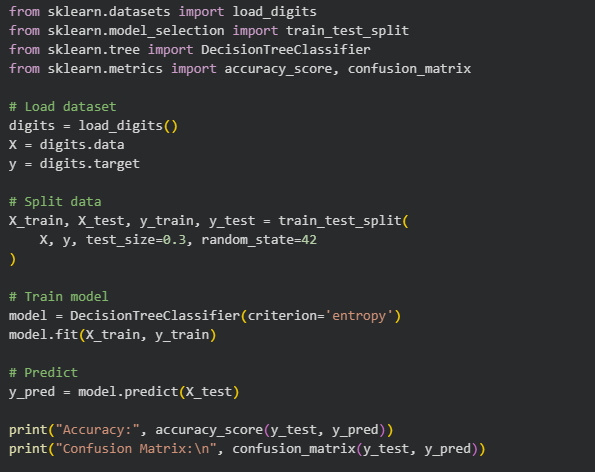 from sklearn.datasets import load_digits
from sklearn.model_selection import train_test_split
from sklearn.tree import DecisionTreeClassifier
from sklearn.metrics import accuracy_score, confusion_matrix

# Load dataset
digits = load_digits()
X = digits.data
y = digits.target

# Split data
X_train, X_test, y_train, y_test = train_test_split(
    X, y, test_size=0.3, random_state=42
)

# Train model
model = DecisionTreeClassifier(criterion='entropy')
model.fit(X_train, y_train)

# Predict
y_pred = model.predict(X_test)

print("Accuracy:", accuracy_score(y_test, y_pred))
print("Confusion Matrix:\n", confusion_matrix(y_test, y_pred))